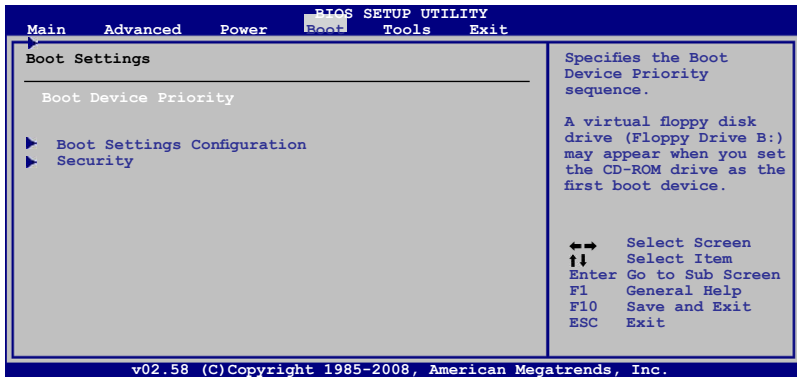 BIOS SETUP UTILITY
Main Advanced Power Boot Tools Exit
Boot Settings
Boot Device Priority
Boot Settings Configuration
Security
Specifies the Boot
Device Priority
sequence.
A virtual floppy disk
drive (Floppy Drive B:)
may appear when you set
the CD-ROM drive as the
first boot device.
←→ Select Screen
↑↓ Select Item
Enter Go to Sub Screen
F1 General Help
F10 Save and Exit
ESC Exit
v02.58 (C)Copyright 1985-2008, American Megatrends, Inc.